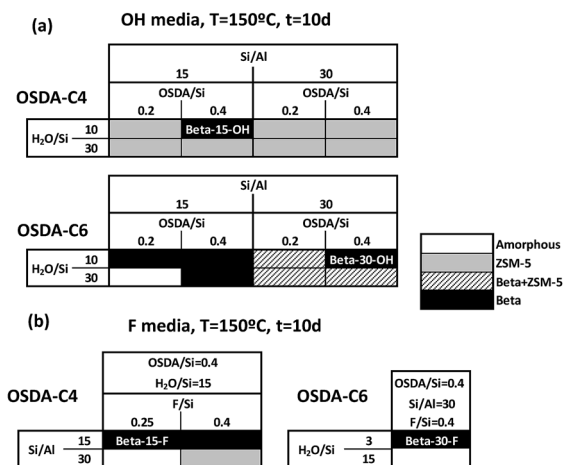 (a) OH media, T=150ºC, t=10d
Si/Al
15 30
OSDA-C4 OSDA/Si OSDA/Si
0.2 0.4 0.2 0.4
H₂O/Si 10 Beta-15-OH
30
Si/Al
15 30
OSDA-C6 OSDA/Si OSDA/Si
0.2 0.4 0.2 0.4
H₂O/Si 10 Beta-30-OH
30
Amorphous
ZSM-5
Beta+ZSM-5
Beta
(b) F media, T=150ºC, t=10d
OSDA-C4
OSDA/Si=0.4
H₂O/Si=15
F/Si
0.25 0.4
Si/Al 15 Beta-15-F
30
OSDA-C6
OSDA/Si=0.4
Si/Al=30
F/Si=0.4
H₂O/Si 3 Beta-30-F
15